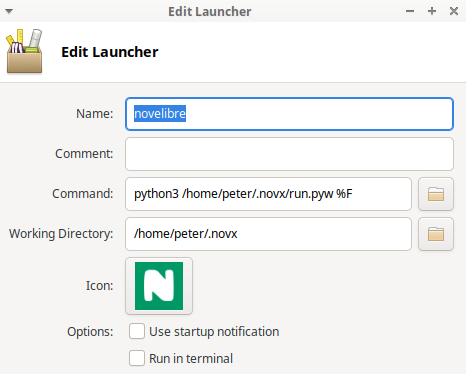 Edit Launcher
Edit Launcher
Name: novelibre
Comment:
Command: python3 /home/peter/.novx/run.pyw %F
Working Directory: /home/peter/.novx
Icon: N
Options: Use startup notification
Run in terminal